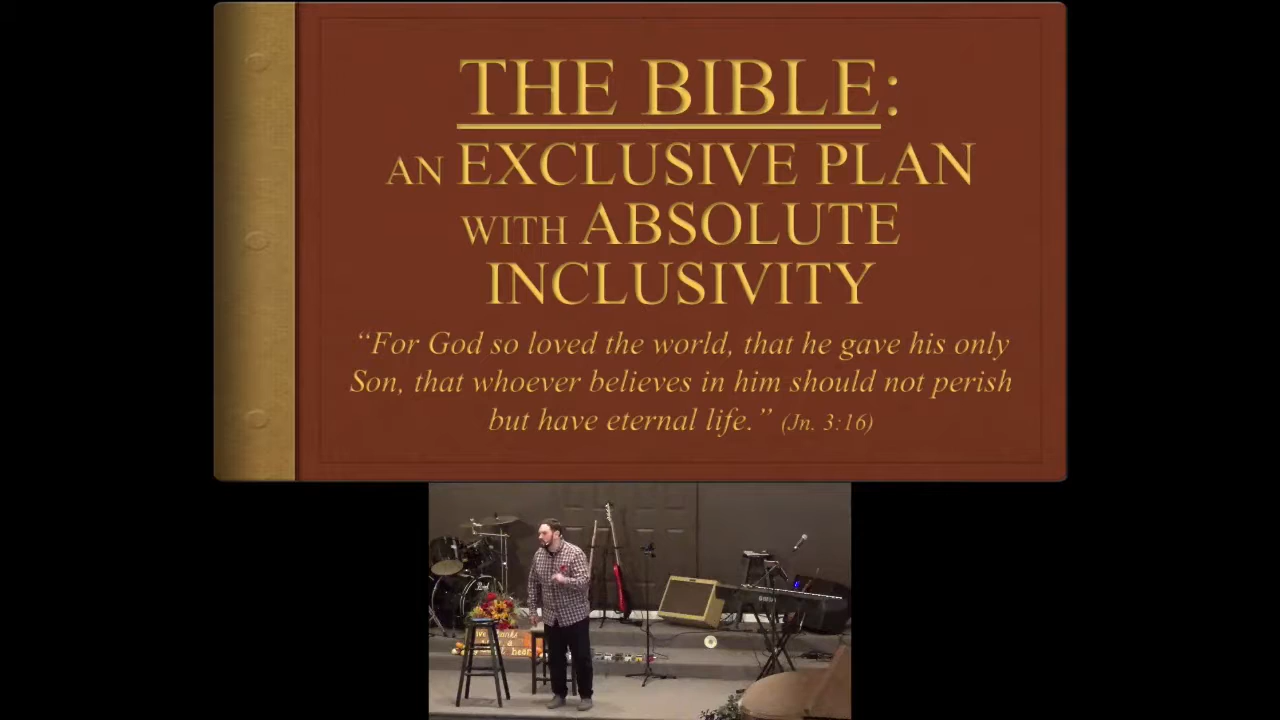 THE BIBLE:
AN EXCLUSIVE PLAN
WITH ABSOLUTE
INCLUSIVITY
“For God so loved the world, that he gave his only
Son, that whoever believes in him should not perish
but have eternal life.” (Jn. 3:16)